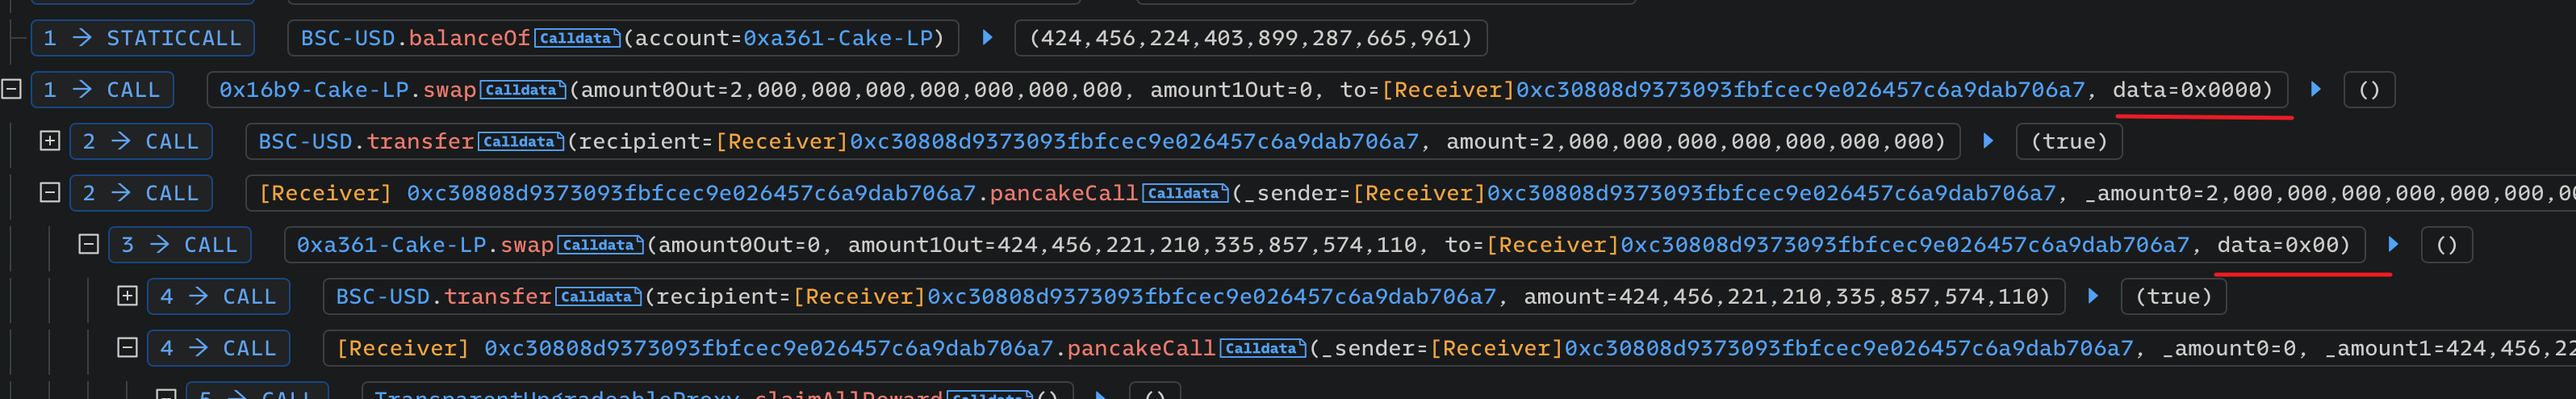 1 → STATICCALL BSC-USD.balanceOf Calldata (account=0xa361-Cake-LP) (424,456,224,403,899,287,665,961)
1 → CALL 0x16b9-Cake-LP.swap Calldata (amount0Out=2,000,000,000,000,000,000,000,000, amount1Out=0, to=[Receiver]0xc30808d9373093fbfcec9e026457c6a9dab706a7, data=0x0000) ()
2 → CALL BSC-USD.transfer Calldata (recipient=[Receiver]0xc30808d9373093fbfcec9e026457c6a9dab706a7, amount=2,000,000,000,000,000,000,000,000) (true)
2 → CALL [Receiver] 0xc30808d9373093fbfcec9e026457c6a9dab706a7.pancakeCall Calldata (_sender=[Receiver]0xc30808d9373093fbfcec9e026457c6a9dab706a7, _amount0=2,000,000,000,000,000,000,00
3 → CALL 0xa361-Cake-LP.swap Calldata (amount0Out=0, amount1Out=424,456,221,210,335,857,574,110, to=[Receiver]0xc30808d9373093fbfcec9e026457c6a9dab706a7, data=0x00) ()
4 → CALL BSC-USD.transfer Calldata (recipient=[Receiver]0xc30808d9373093fbfcec9e026457c6a9dab706a7, amount=424,456,221,210,335,857,574,110) (true)
4 → CALL [Receiver] 0xc30808d9373093fbfcec9e026457c6a9dab706a7.pancakeCall Calldata (_sender=[Receiver]0xc30808d9373093fbfcec9e026457c6a9dab706a7, _amount0=0, _amount1=424,456,22
5 → CALL TransparentUpgradeableProxy.claimAllReward Calldata () ()